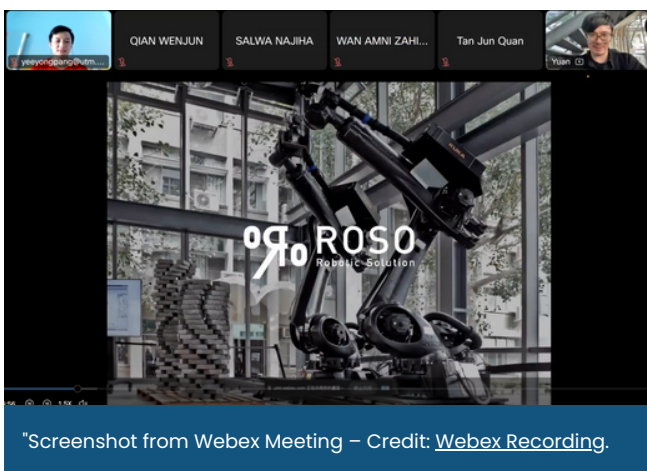 yeeyongpang@utm....
QIAN WENJUN
SALWA NAJIHA
WAN AMNI ZAHI...
Tan Jun Quan
Yuan
KUKA
ROSO
Robotic Solution
1.5X
"Screenshot from Webex Meeting – Credit: Webex Recording.